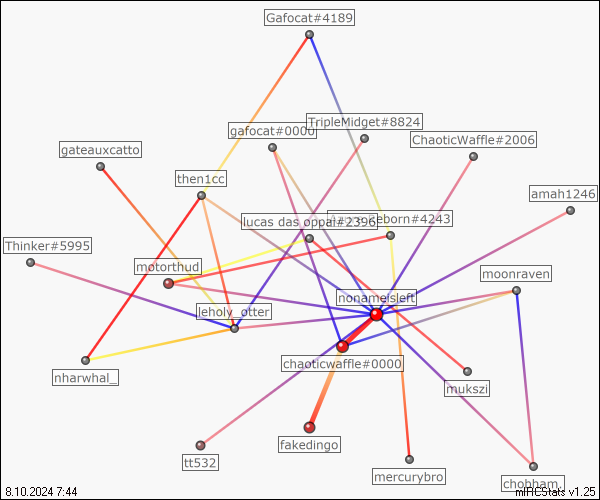 Gafocat#4189
TripleMidget#8824
gafocat#0000
ChaoticWaffle#2006
gateauxcatto
then1cc
amah1246
lucas das oppai#2396
eborn#4243
Thinker#5995
motorthud
moonraven
nonameisleft
leholy_otter
chaoticwaffle#0000
nharwhal_
mukszi
fakedingo
tt532
mercurybro
chobham_
8.10.2024 7:44
mIRCStats v1.25